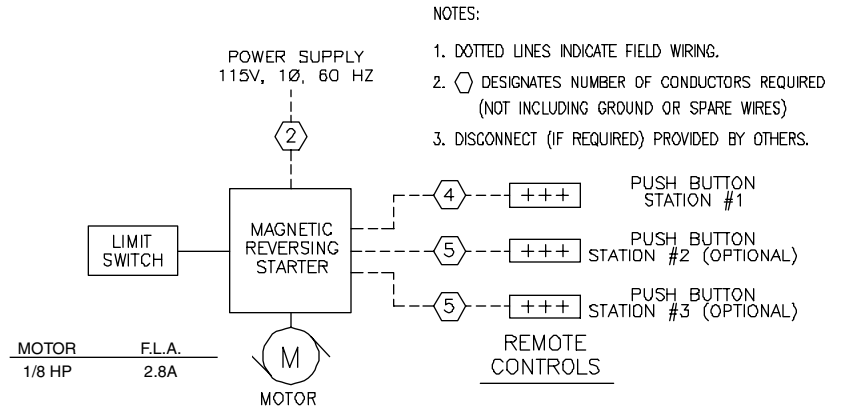 NOTES:
1. DOTTED LINES INDICATE FIELD WIRING.
2. DESIGNATES NUMBER OF CONDUCTORS REQUIRED
(NOT INCLUDING GROUND OR SPARE WIRES)
3. DISCONNECT (IF REQUIRED) PROVIDED BY OTHERS.
POWER SUPPLY
115V, 1Ø, 60 HZ
2
LIMIT
SWITCH
MAGNETIC
REVERSING
STARTER
4
+++
PUSH BUTTON
STATION #1
5
+++
PUSH BUTTON
STATION #2 (OPTIONAL)
5
+++
PUSH BUTTON
STATION #3 (OPTIONAL)
REMOTE
CONTROLS
M
MOTOR
MOTOR F.L.A.
1/8 HP 2.8A